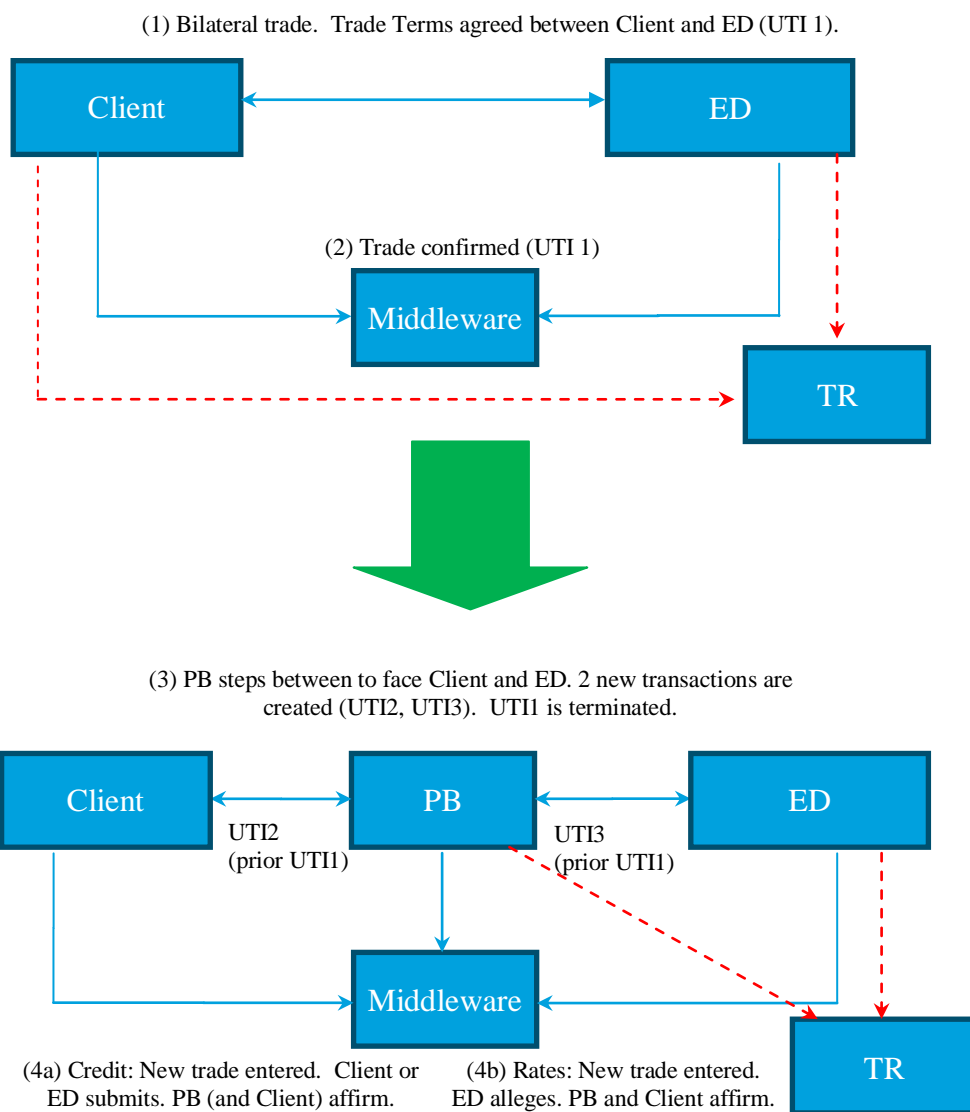 (1) Bilateral trade.  Trade Terms agreed between Client and ED (UTI 1).
Client
ED
(2) Trade confirmed (UTI 1)
Middleware
TR
(3) PB steps between to face Client and ED. 2 new transactions are
created (UTI2, UTI3).  UTI1 is terminated.
Client
PB
ED
UTI2
(prior UTI1)
UTI3
(prior UTI1)
Middleware
(4a) Credit: New trade entered.  Client or
ED submits. PB (and Client) affirm.
(4b) Rates: New trade entered.
ED alleges. PB and Client affirm.
TR